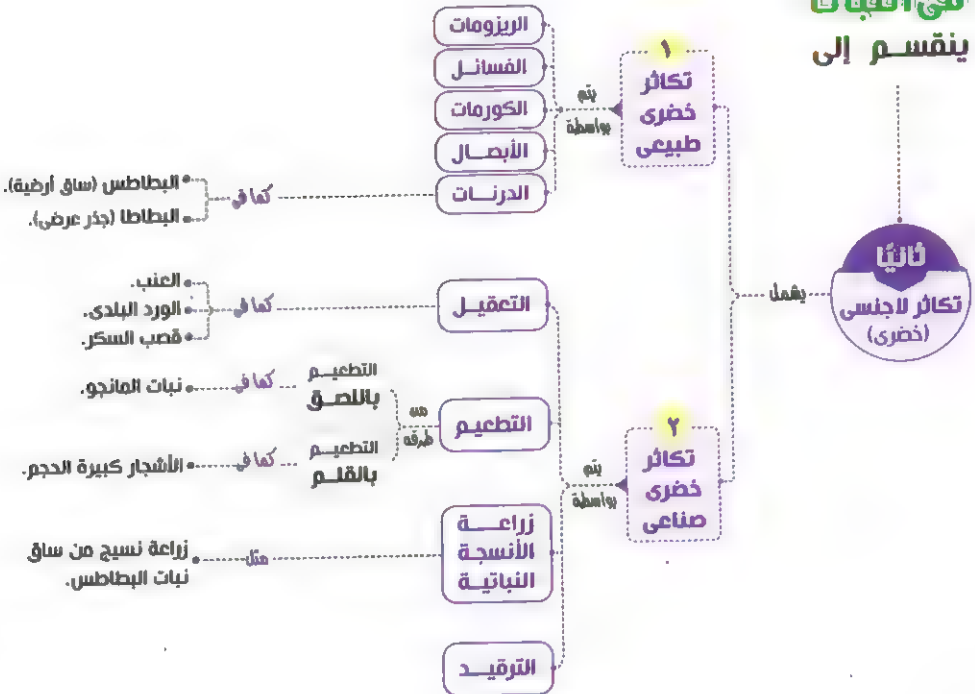 ينقسم إلى
ثانيًا
تكاثر لاجنسى
(خضرى)
يشمل
١
تكاثر
خضرى
طبيعى
يتم
بواسطة
الريزومات
الفسائل
الكورمات
الأبصال
الدرنات
كما فى
البطاطس (ساق أرضية).
البطاطا (جذر عرضى).
٢
تكاثر
خضرى
صناعى
يتم
بواسطة
التعقيل
كما فى
العنب.
الورد البلدى.
قصب السكر.
التطعيم
من
طرقه
التطعيم
باللصق
كما فى
نبات المانجو.
التطعيم
بالقلم
كما فى
الأشجار كبيرة الحجم.
زراعة
الأنسجة
النباتية
مثل
زراعة نسيج من ساق
نبات البطاطس.
الترقيد